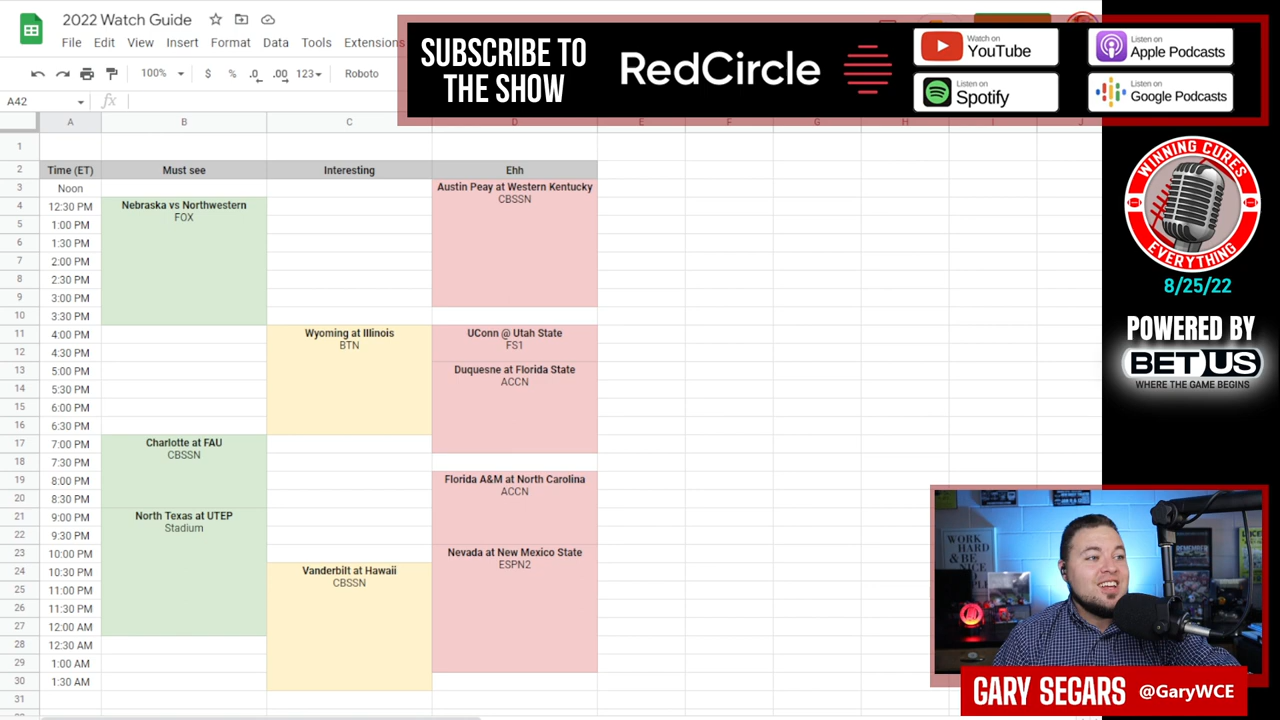 2022 Watch Guide
File Edit View Insert Format Data Tools Extensions
100% $ % .0 .00 123 Roboto
A42 fx
SUBSCRIBE TO
THE SHOW
RedCircle
Watch on
YouTube
Listen on
Spotify
Listen on
Apple Podcasts
Listen on
Google Podcasts
A B C D E F G H I J
1
2 Time (ET) Must see Interesting Ehh
3 Noon Austin Peay at Western Kentucky
CBSSN
4 12:30 PM Nebraska vs Northwestern
FOX
5 1:00 PM
6 1:30 PM
7 2:00 PM
8 2:30 PM
9 3:00 PM
10 3:30 PM
11 4:00 PM Wyoming at Illinois UConn @ Utah State
BTN FS1
12 4:30 PM
13 5:00 PM Duquesne at Florida State
ACCN
14 5:30 PM
15 6:00 PM
16 6:30 PM
17 7:00 PM Charlotte at FAU
CBSSN
18 7:30 PM
19 8:00 PM Florida A&M at North Carolina
ACCN
20 8:30 PM
21 9:00 PM North Texas at UTEP
Stadium
22 9:30 PM
23 10:00 PM Nevada at New Mexico State
ESPN2
24 10:30 PM Vanderbilt at Hawaii
CBSSN
25 11:00 PM
26 11:30 PM
27 12:00 AM
28 12:30 AM
29 1:00 AM
30 1:30 AM
31
WINNING CURES
EVERYTHING
8/25/22
POWERED BY
BETUS
WHERE THE GAME BEGINS
WORK
HARD &
BE NICE
GARY SEGARS @GaryWCE